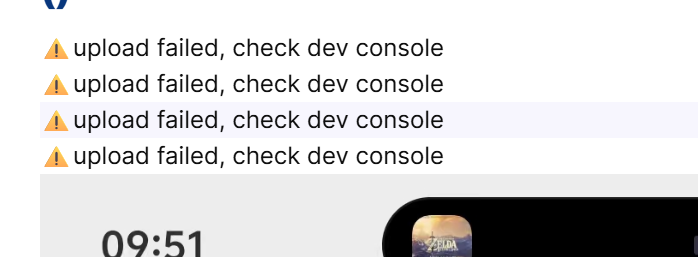 ⚠️ upload failed, check dev console
⚠️ upload failed, check dev console
⚠️ upload failed, check dev console
⚠️ upload failed, check dev console
09:51
ZELDA